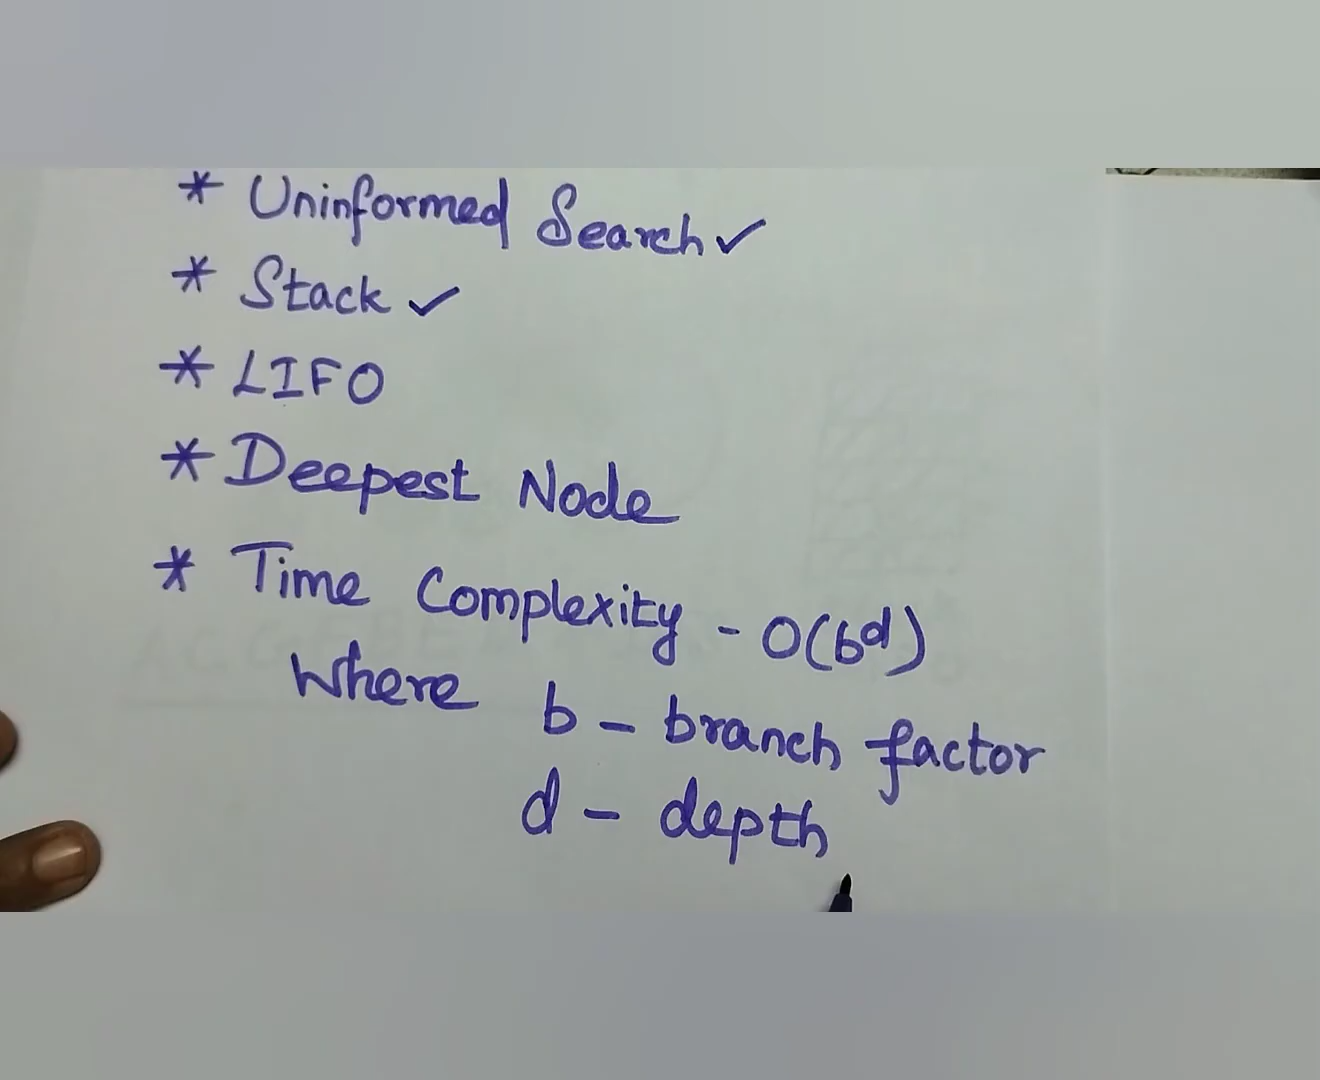 * Uninformed Search ✓
* Stack ✓
* LIFO
* Deepest Node
* Time Complexity - O(b^d)
Where b - branch factor
d - depth